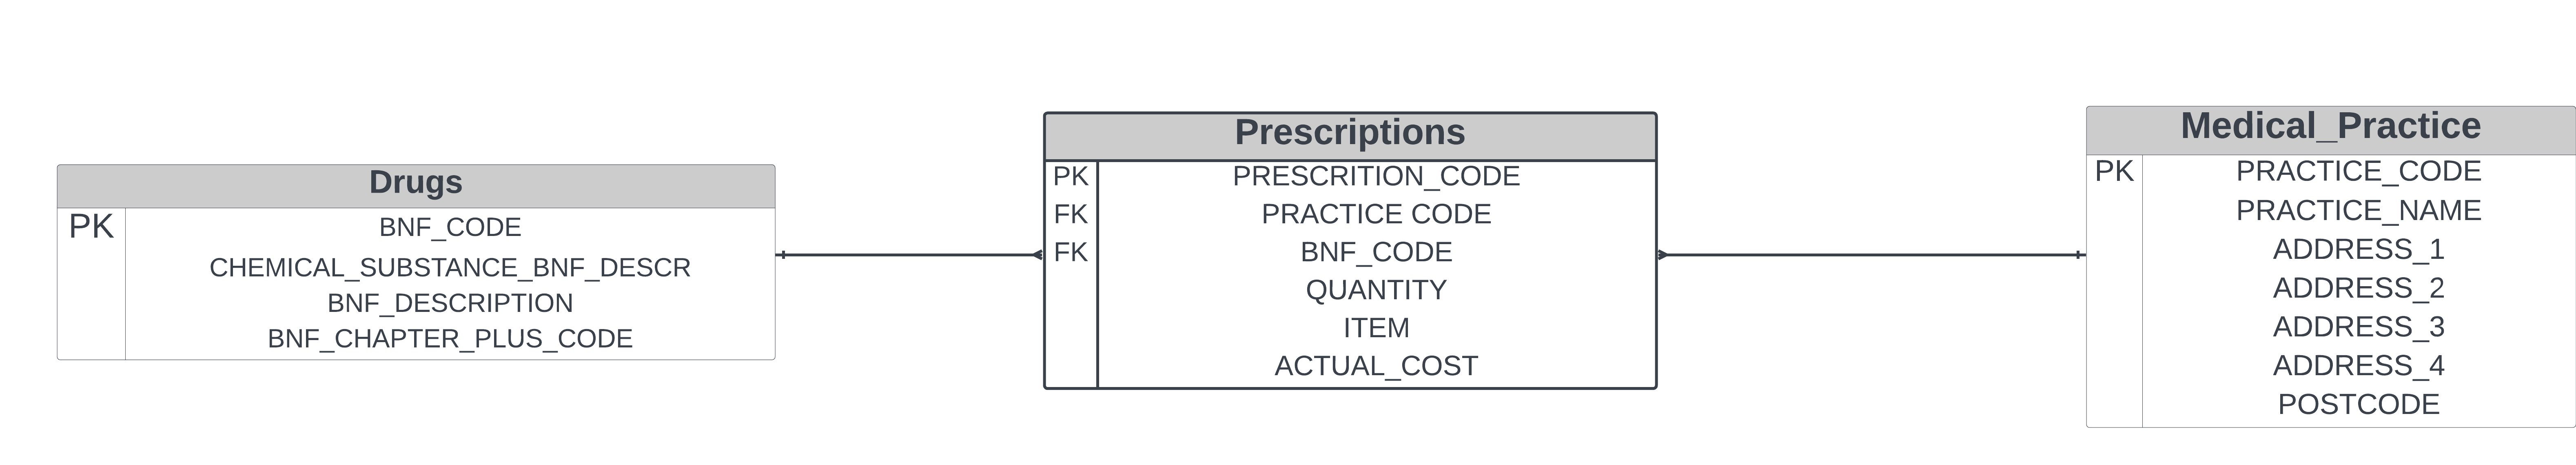 Drugs
PK BNF_CODE
CHEMICAL_SUBSTANCE_BNF_DESCR
BNF_DESCRIPTION
BNF_CHAPTER_PLUS_CODE
Prescriptions
PK PRESCRITION_CODE
FK PRACTICE CODE
FK BNF_CODE
QUANTITY
ITEM
ACTUAL_COST
Medical_Practice
PK PRACTICE_CODE
PRACTICE_NAME
ADDRESS_1
ADDRESS_2
ADDRESS_3
ADDRESS_4
POSTCODE